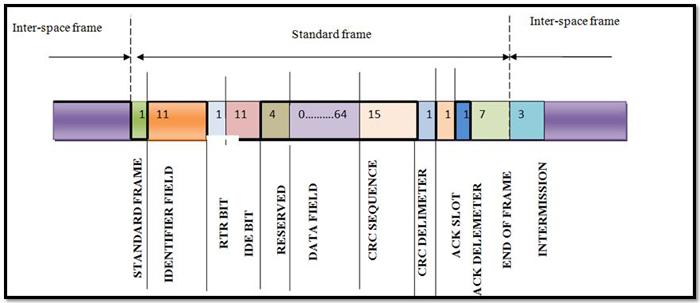 Inter-space frame
Standard frame
Inter-space frame
1 11 1 11 4 0..........64 15 1 1 1 7 3
STANDARD FRAME
IDENTIFIER FIELD
RTR BIT
IDE BIT
RESERVED
DATA FIELD
CRC SEQUENCE
CRC DELIMETER
ACK SLOT
ACK DELEMETER
END OF FRAME
INTERMISSION